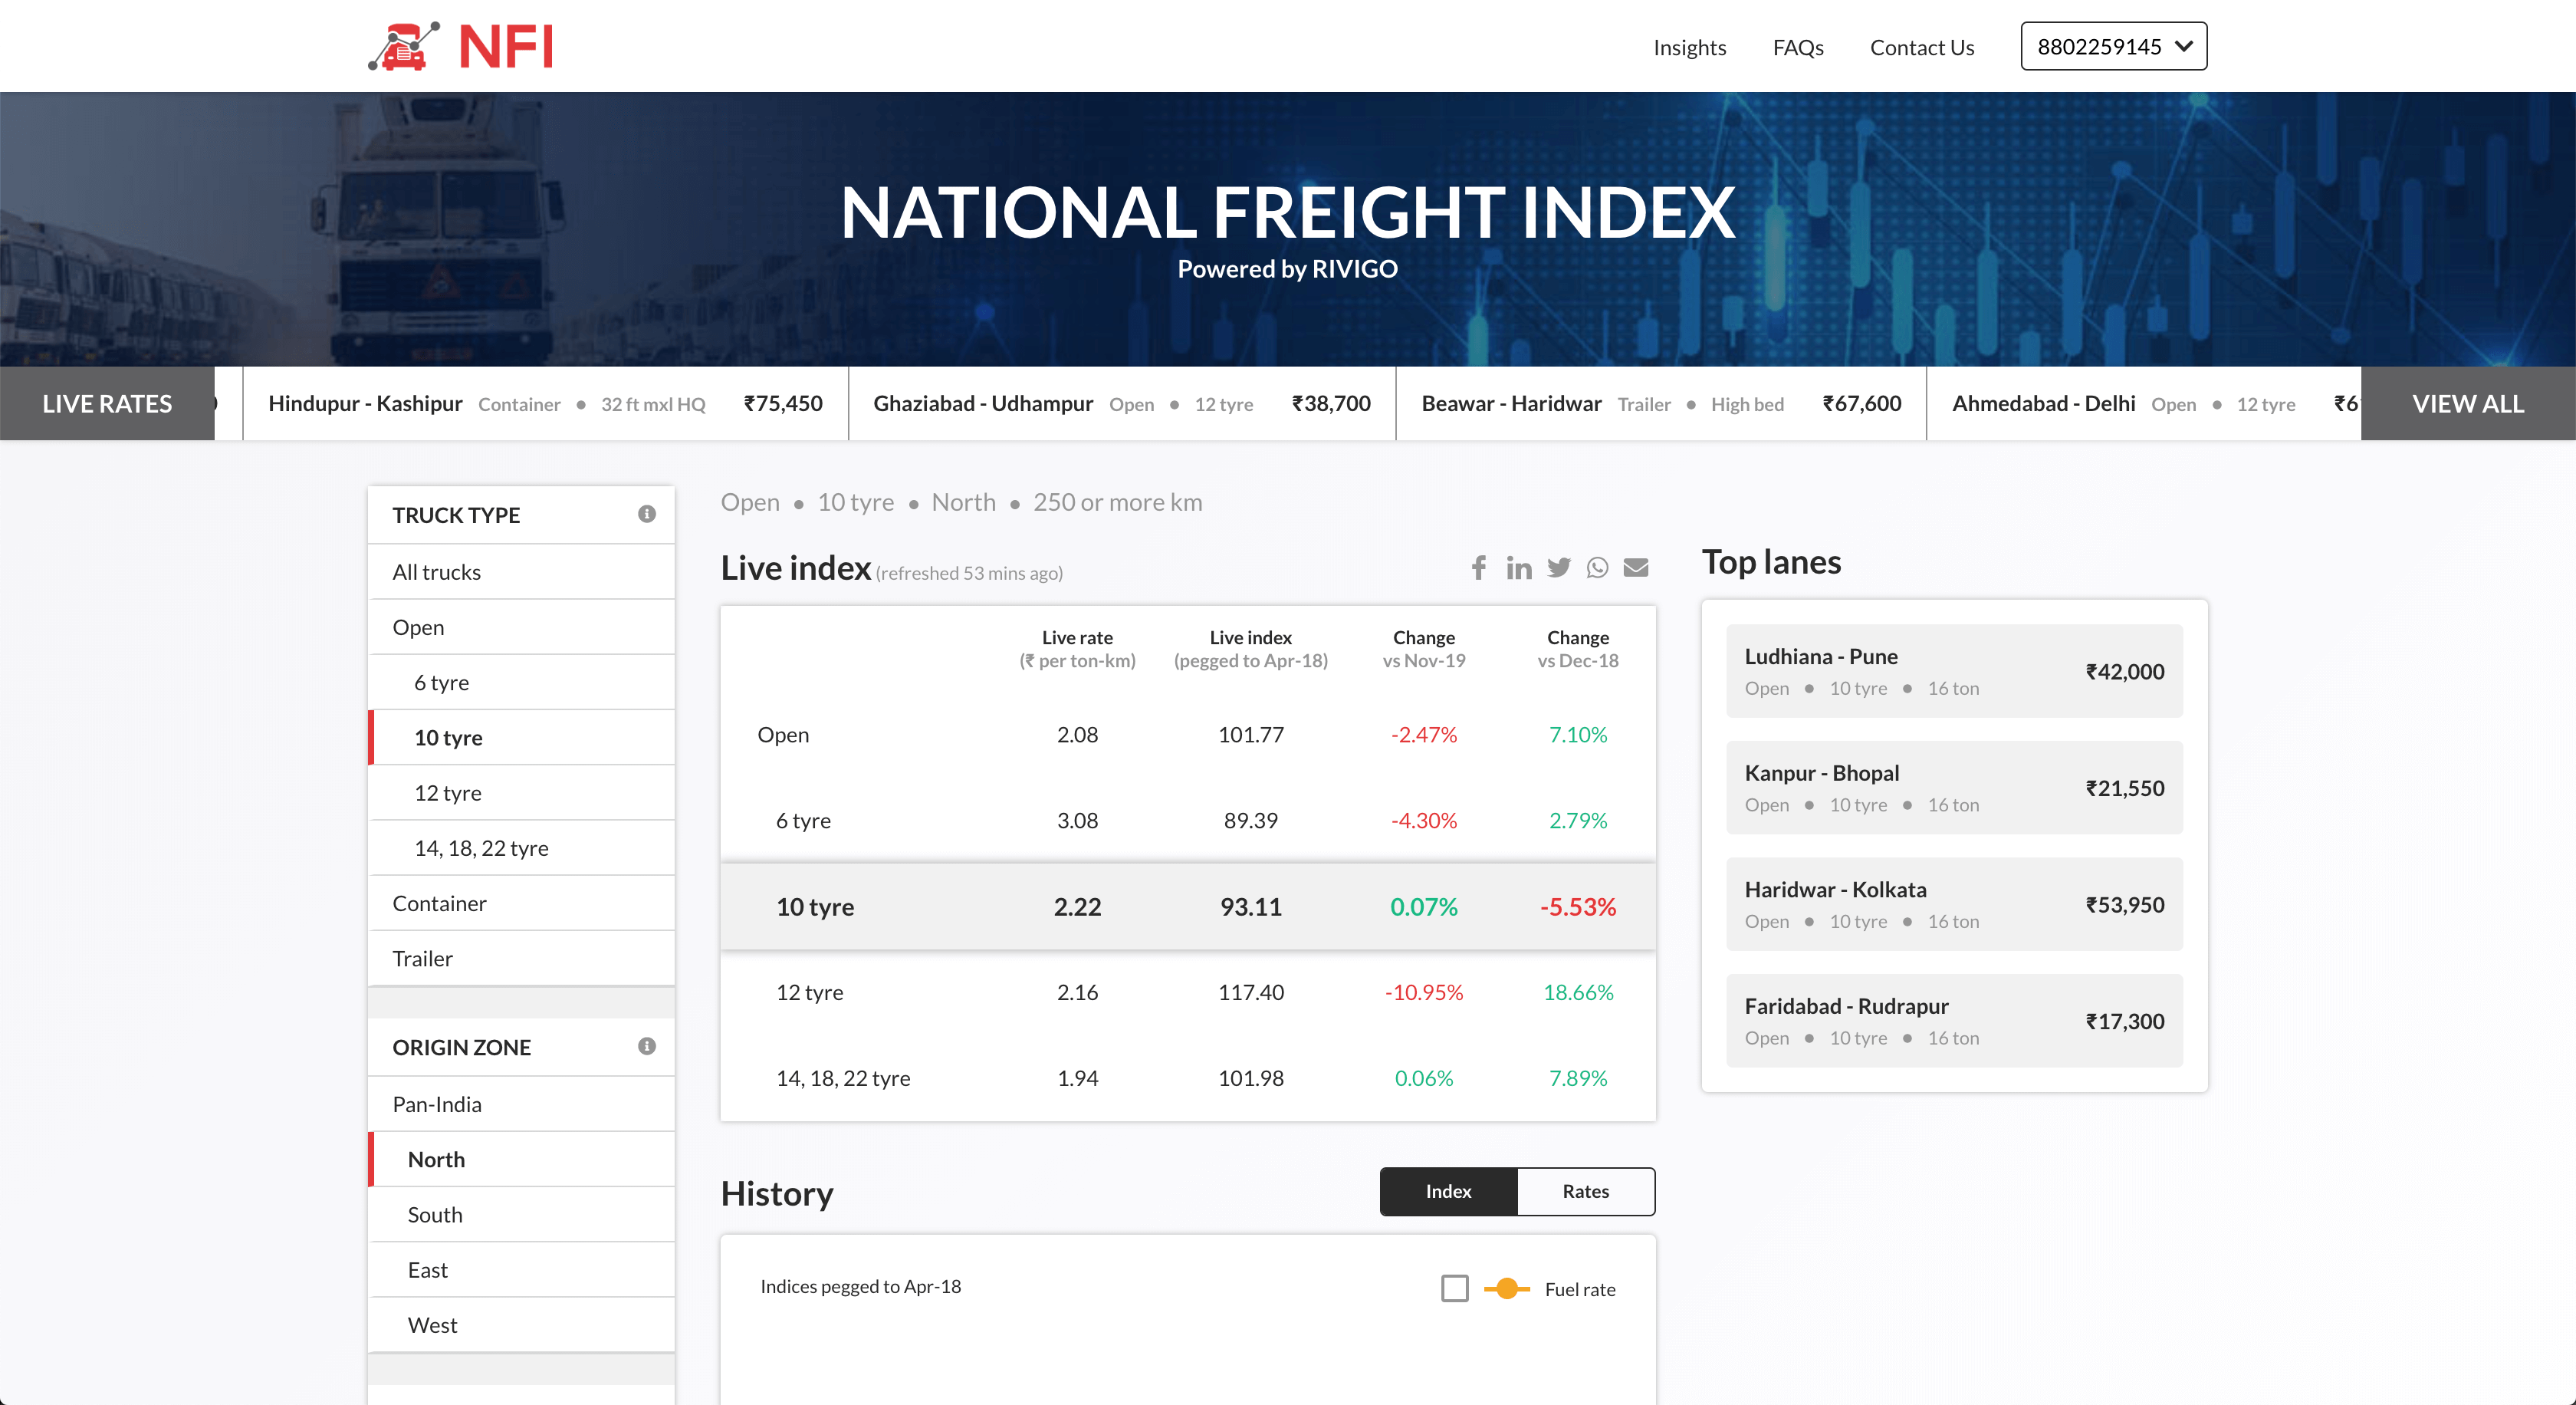 NFI
Insights FAQs Contact Us 8802259145
NATIONAL FREIGHT INDEX
Powered by RIVIGO
LIVE RATES Hindupur - Kashipur Container • 32 ft mxl HQ ₹75,450 Ghaziabad - Udhampur Open • 12 tyre ₹38,700 Beawar - Haridwar Trailer • High bed ₹67,600 Ahmedabad - Delhi Open • 12 tyre ₹6 VIEW ALL
TRUCK TYPE
All trucks
Open
6 tyre
10 tyre
12 tyre
14, 18, 22 tyre
Container
Trailer
ORIGIN ZONE
Pan-India
North
South
East
West
Open • 10 tyre • North • 250 or more km
Live index (refreshed 53 mins ago)
Live rate Live index Change Change
(₹ per ton-km) (pegged to Apr-18) vs Nov-19 vs Dec-18
Open 2.08 101.77 -2.47% 7.10%
6 tyre 3.08 89.39 -4.30% 2.79%
10 tyre 2.22 93.11 0.07% -5.53%
12 tyre 2.16 117.40 -10.95% 18.66%
14, 18, 22 tyre 1.94 101.98 0.06% 7.89%
History
Index Rates
Indices pegged to Apr-18 Fuel rate
Top lanes
Ludhiana - Pune ₹42,000
Open • 10 tyre • 16 ton
Kanpur - Bhopal ₹21,550
Open • 10 tyre • 16 ton
Haridwar - Kolkata ₹53,950
Open • 10 tyre • 16 ton
Faridabad - Rudrapur ₹17,300
Open • 10 tyre • 16 ton